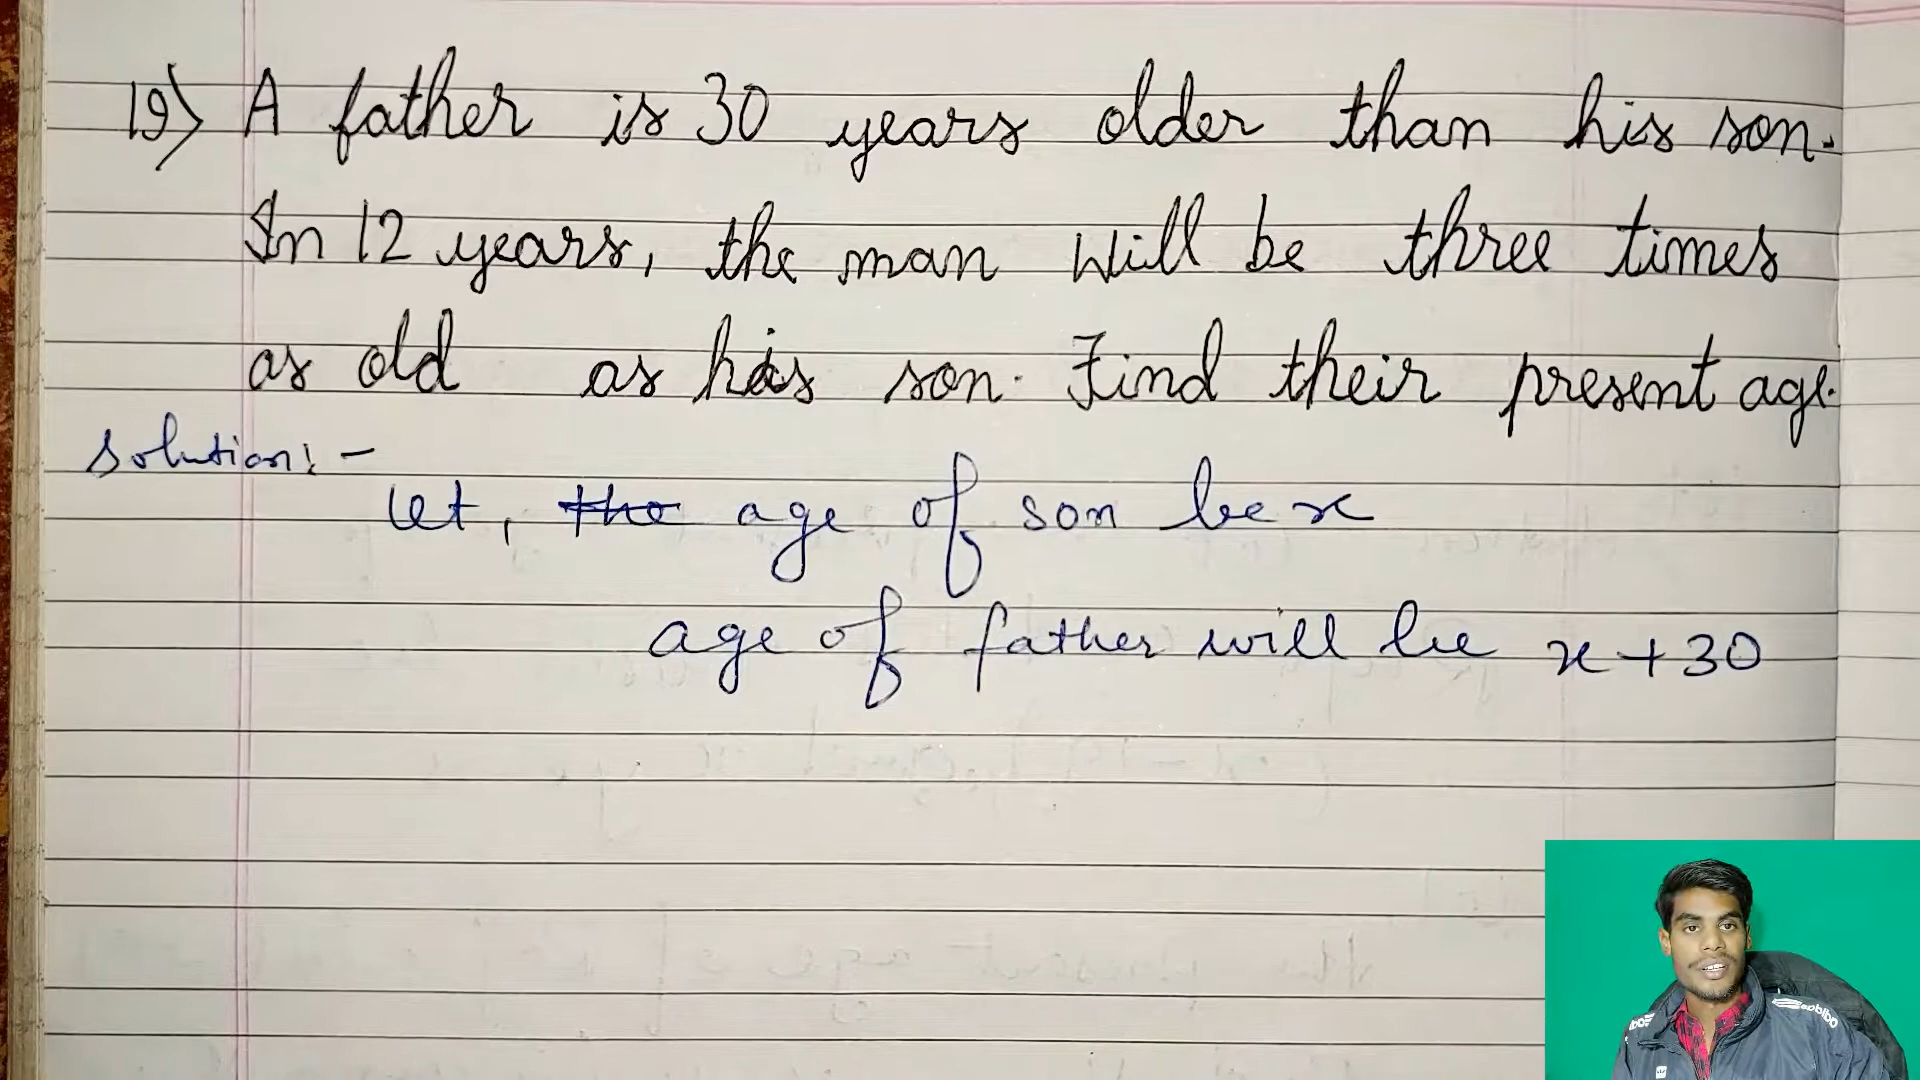 19) A father is 30 years older than his son.
In 12 years, the man will be three times
as old as his son. Find their present age.
Solution:-
let, the age of son be x
age of father will be x + 30
adidas